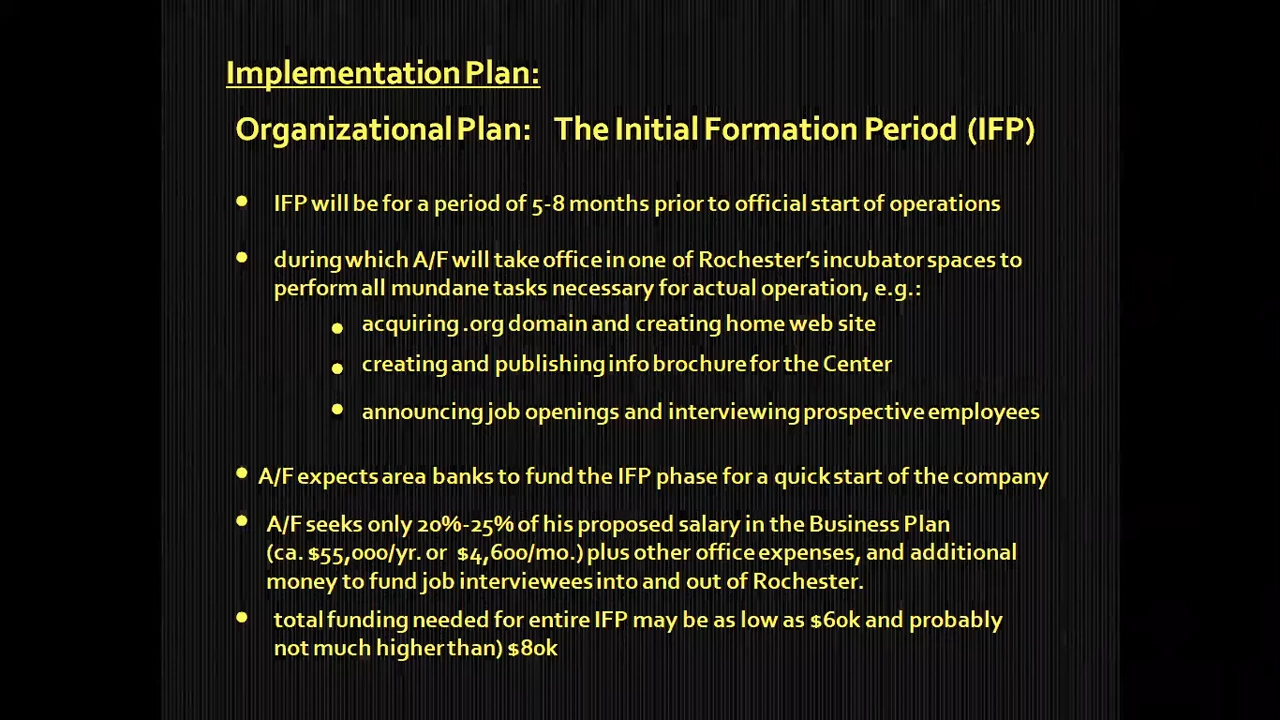 Implementation Plan:
Organizational Plan: The Initial Formation Period (IFP)
• IFP will be for a period of 5-8 months prior to official start of operations
• during which A/F will take office in one of Rochester's incubator spaces to
perform all mundane tasks necessary for actual operation, e.g.:
• acquiring .org domain and creating home web site
• creating and publishing info brochure for the Center
• announcing job openings and interviewing prospective employees
• A/F expects area banks to fund the IFP phase for a quick start of the company
• A/F seeks only 20%-25% of his proposed salary in the Business Plan
(ca. $55,000/yr. or $4,600/mo.) plus other office expenses, and additional
money to fund job interviewees into and out of Rochester.
• total funding needed for entire IFP may be as low as $60k and probably
not much higher than) $80k